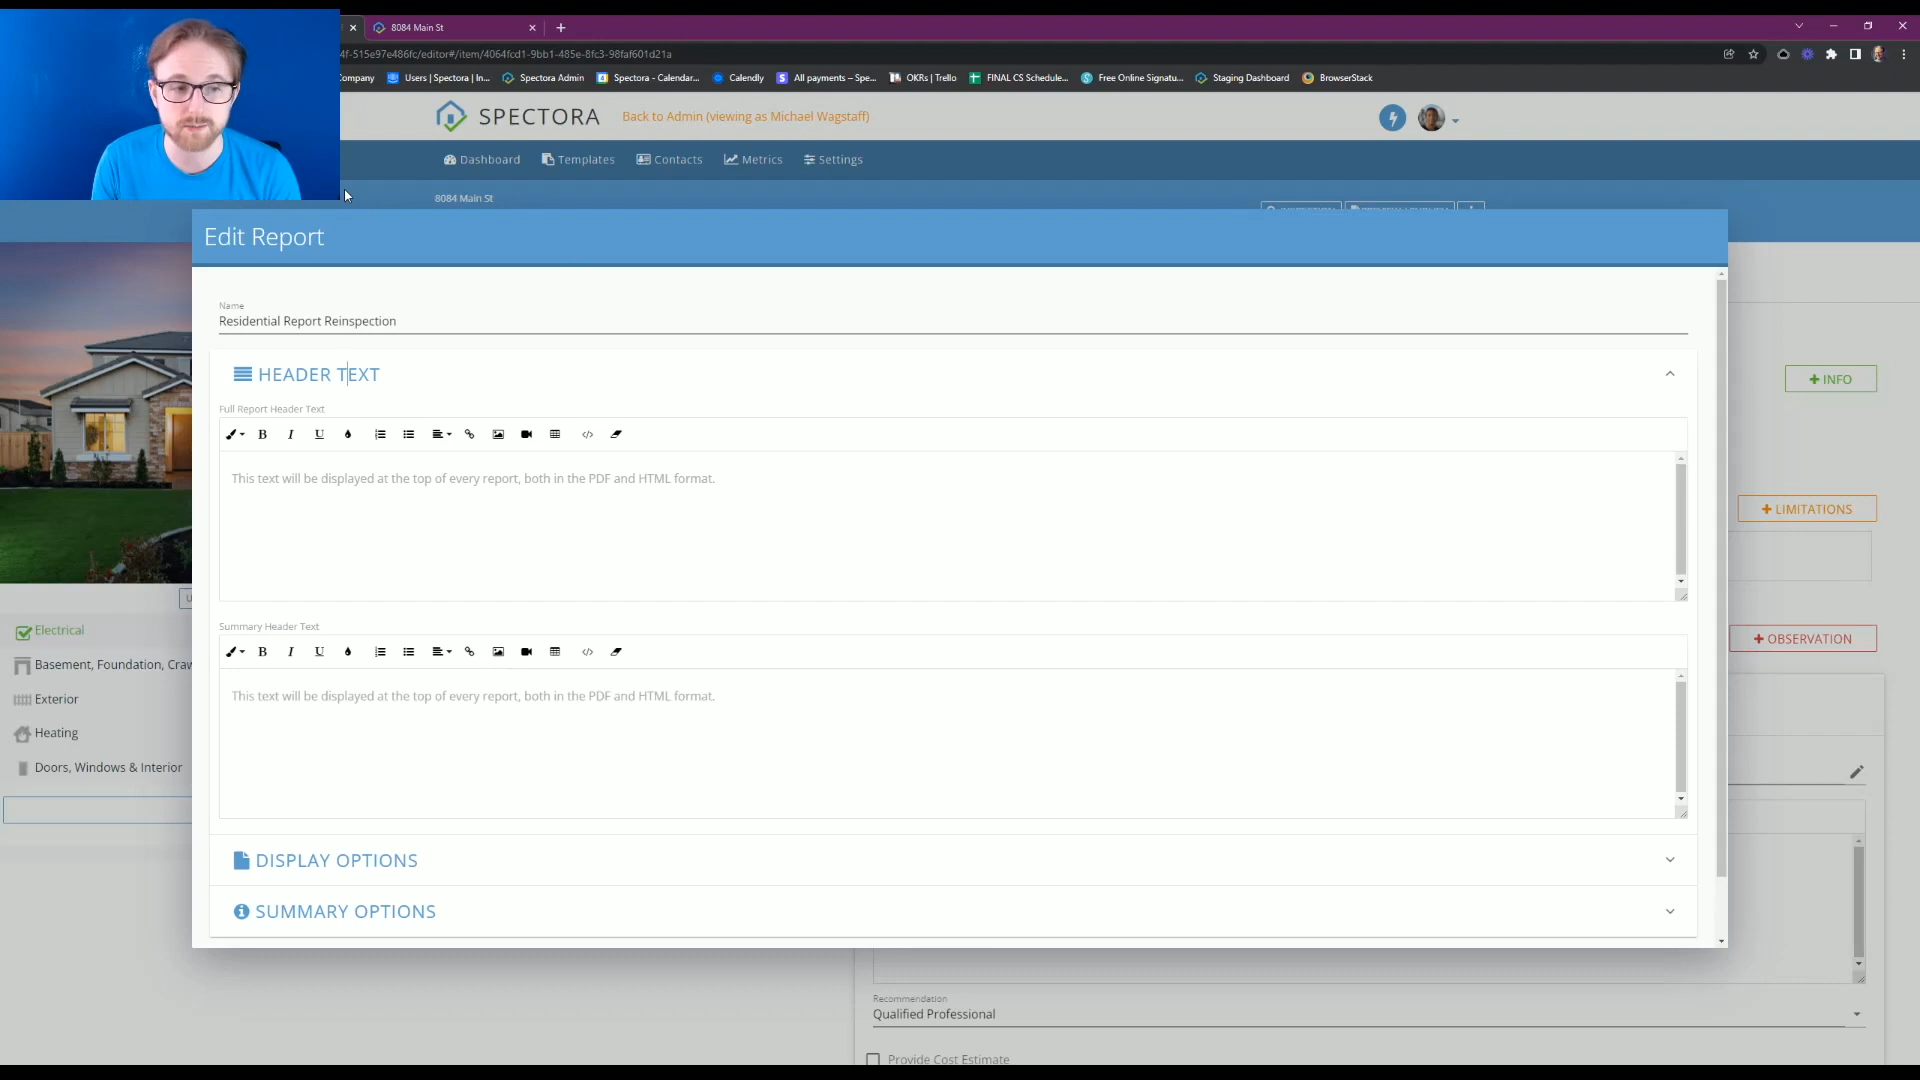 8084 Main St
4f-515e97e486fc/editor#/item/4064fcd1-9bb1-485e-8fc3-98faf601d21a
ompany
Users | Spectora | In...
Spectora Admin
Spectora - Calendar...
Calendly
All payments – Spe...
OKRs | Trello
FINAL CS Schedule...
Free Online Signatu...
Staging Dashboard
BrowserStack
SPECTORA
Back to Admin (viewing as Michael Wagstaff)
Dashboard
Templates
Contacts
Metrics
Settings
8084 Main St
Edit Report
Name
Residential Report Reinspection
HEADER TEXT
+ INFO
Full Report Header Text
B I U
This text will be displayed at the top of every report, both in the PDF and HTML format.
+ LIMITATIONS
Summary Header Text
B I U
This text will be displayed at the top of every report, both in the PDF and HTML format.
+ OBSERVATION
Electrical
Basement, Foundation, Craw
Exterior
Heating
Doors, Windows & Interior
DISPLAY OPTIONS
SUMMARY OPTIONS
Recommendation
Qualified Professional
Provide Cost Estimate